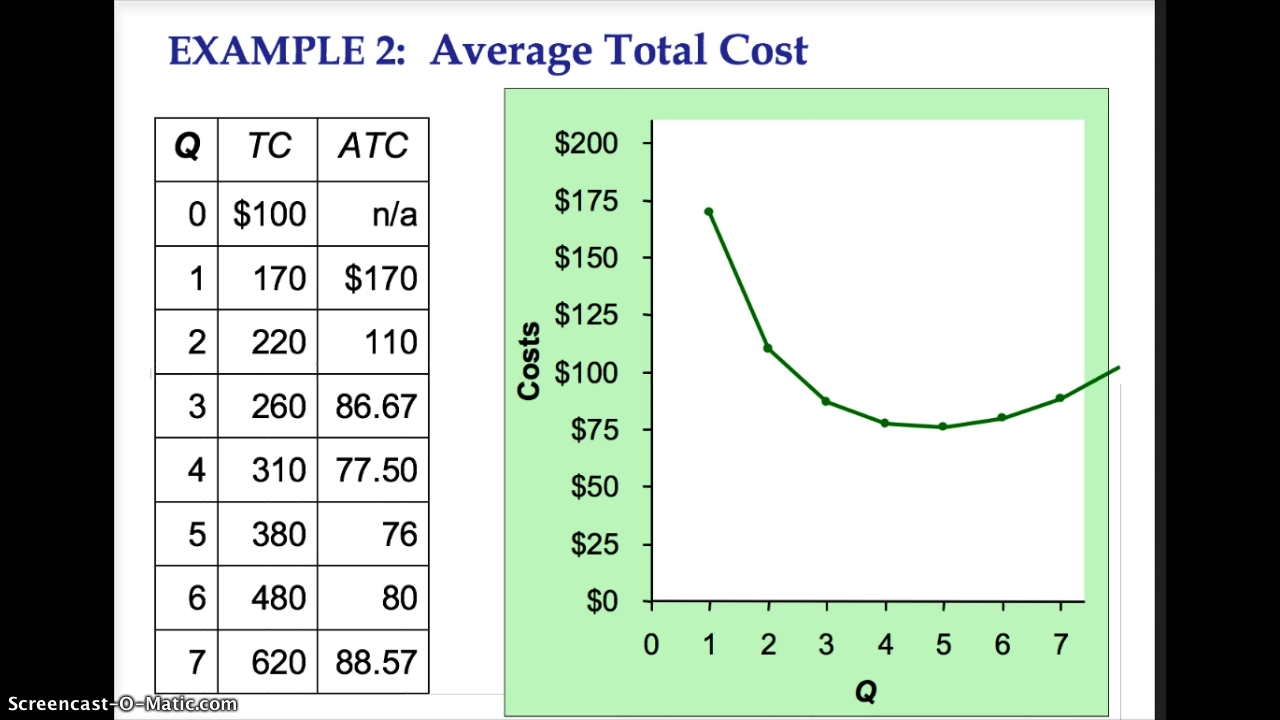 EXAMPLE 2: Average Total Cost
Q TC ATC
0 $100 n/a
1 170 $170
2 220 110
3 260 86.67
4 310 77.50
5 380 76
6 480 80
7 620 88.57
$200
$175
$150
$125
$100
$75
$50
$25
$0
Costs
0 1 2 3 4 5 6 7
Q
Screencast-O-Matic.com